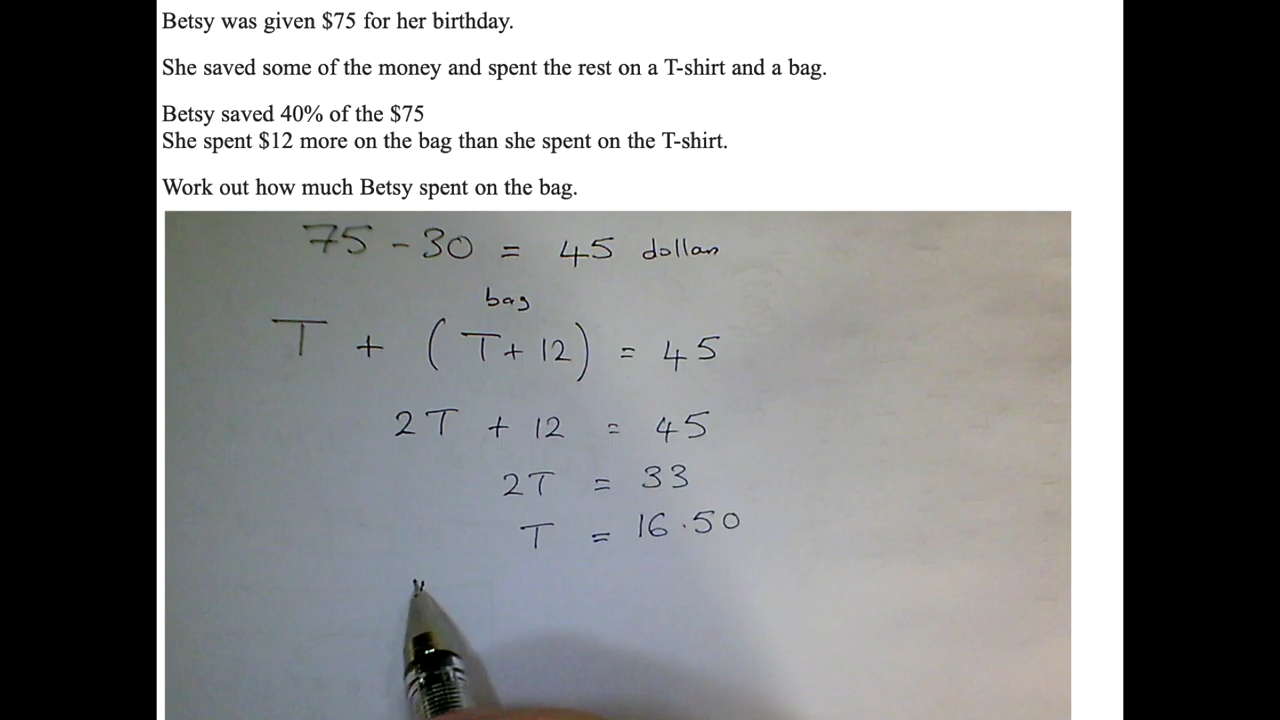 Betsy was given $75 for her birthday.
She saved some of the money and spent the rest on a T-shirt and a bag.
Betsy saved 40% of the $75
She spent $12 more on the bag than she spent on the T-shirt.
Work out how much Betsy spent on the bag.
75 - 30 = 45 dollars
bag
T + (T+12) = 45
2T + 12 = 45
2T = 33
T = 16.50